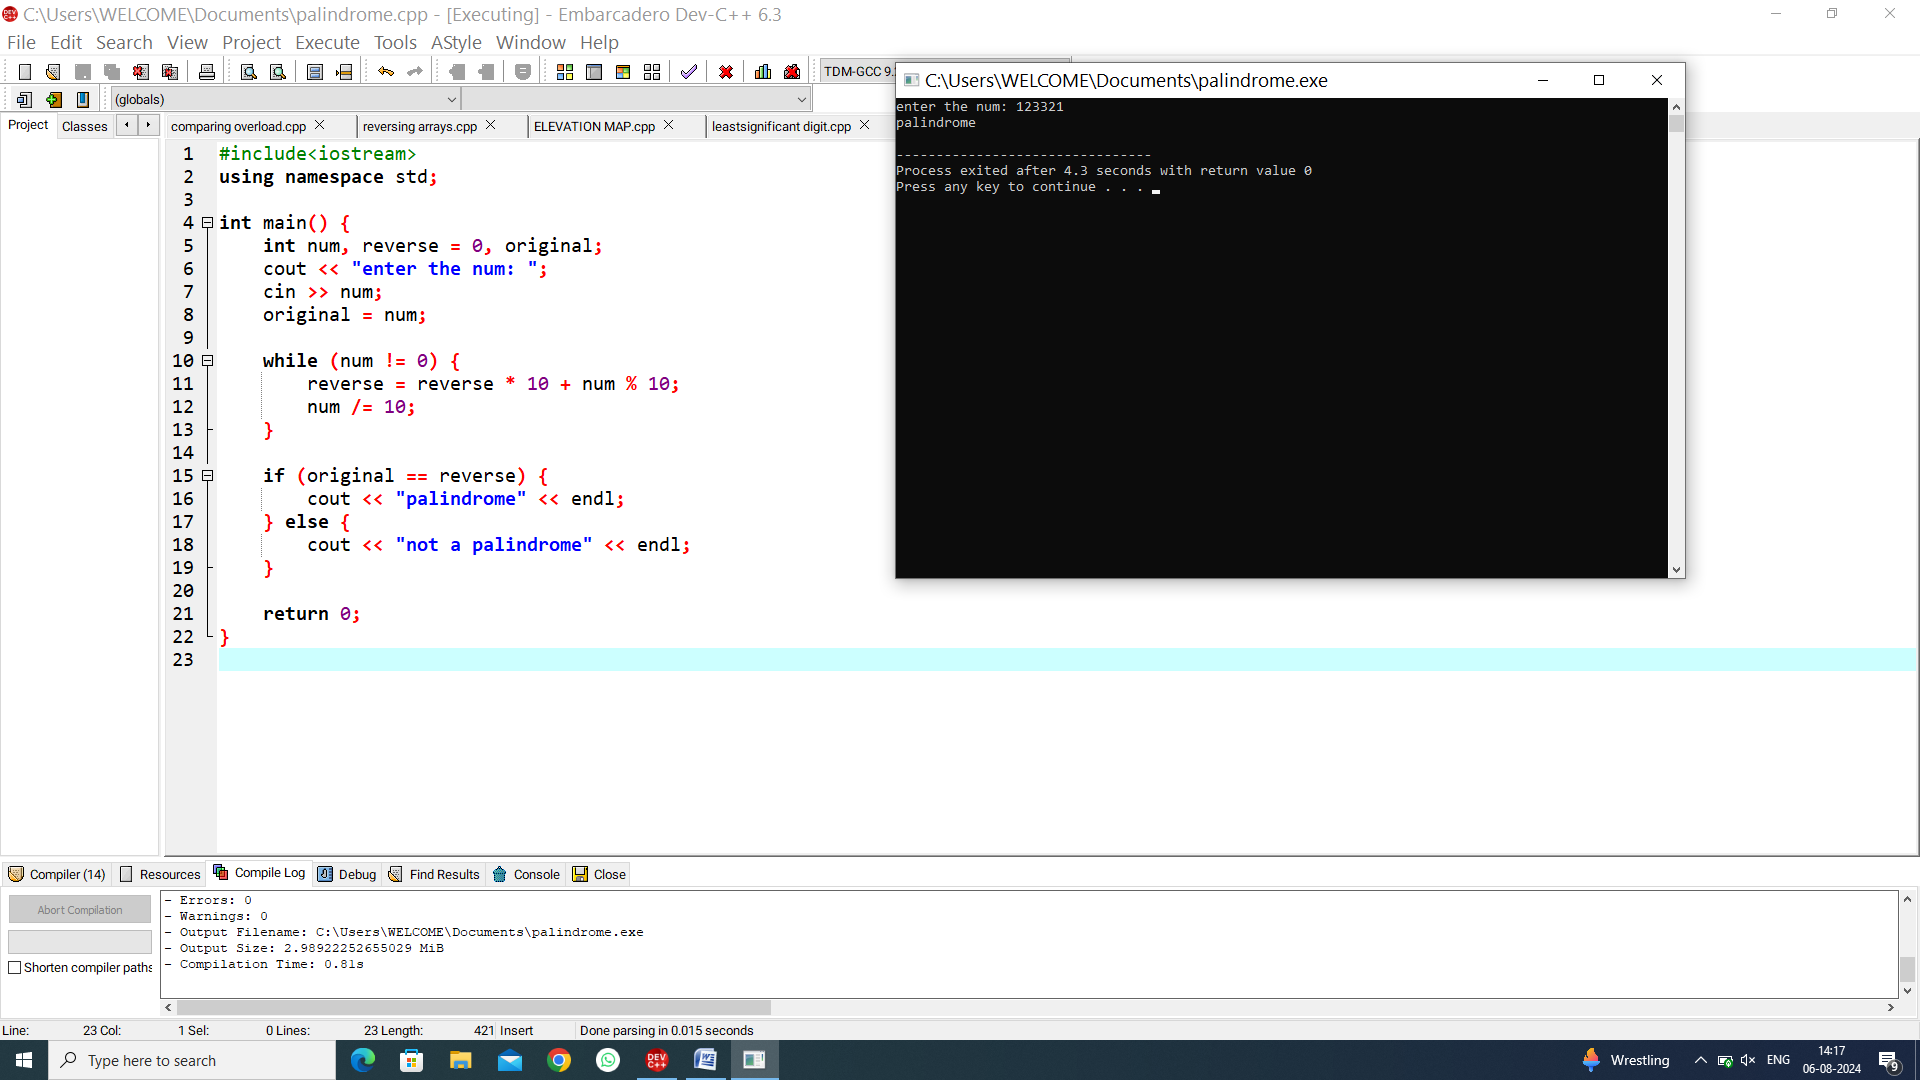 C:\Users\WELCOME\Documents\palindrome.cpp - [Executing] - Embarcadero Dev-C++ 6.3
File Edit Search View Project Execute Tools AStyle Window Help
TDM-GCC 9.
(globals)
Project Classes
comparing overload.cpp reversing arrays.cpp ELEVATION MAP.cpp leastsignificant digit.cpp
1 #include<iostream>
2 using namespace std;
3
4 int main() {
5     int num, reverse = 0, original;
6     cout << "enter the num: ";
7     cin >> num;
8     original = num;
9
10     while (num != 0) {
11         reverse = reverse * 10 + num % 10;
12         num /= 10;
13     }
14
15     if (original == reverse) {
16         cout << "palindrome" << endl;
17     } else {
18         cout << "not a palindrome" << endl;
19     }
20
21     return 0;
22 }
23
C:\Users\WELCOME\Documents\palindrome.exe
enter the num: 123321
palindrome
--------------------------------
Process exited after 4.3 seconds with return value 0
Press any key to continue . . .
Compiler (14) Resources Compile Log Debug Find Results Console Close
Abort Compilation
Shorten compiler paths
- Errors: 0
- Warnings: 0
- Output Filename: C:\Users\WELCOME\Documents\palindrome.exe
- Output Size: 2.98922252655029 MiB
- Compilation Time: 0.81s
Line: 23 Col: 1 Sel: 0 Lines: 23 Length: 421 Insert Done parsing in 0.015 seconds
Type here to search
DEV C++
Wrestling
ENG
14:17
06-08-2024
9